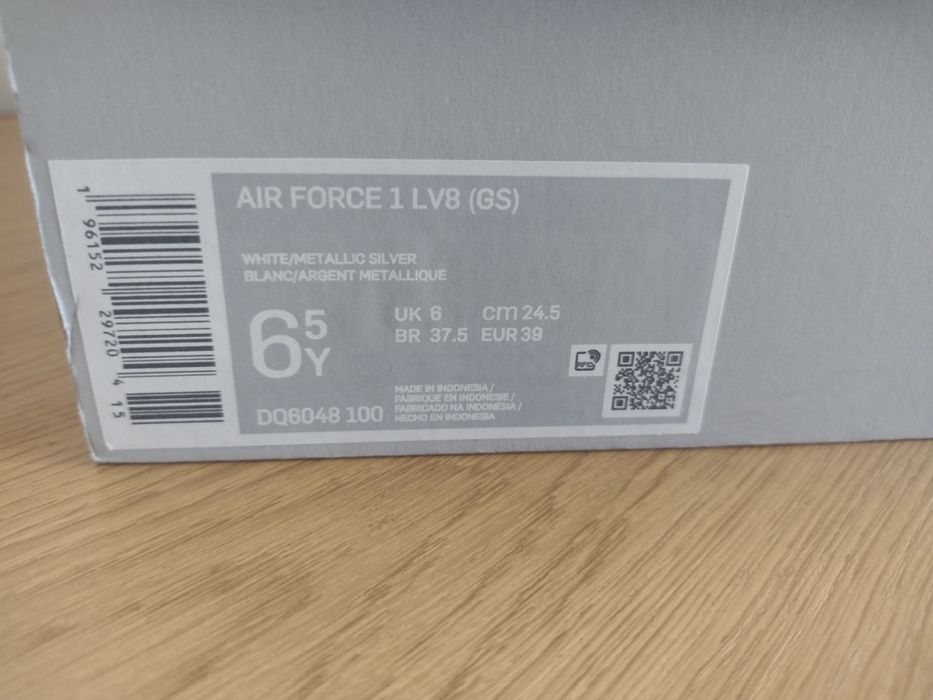 AIR FORCE 1 LV8 (GS)
WHITE/METALLIC SILVER
BLANC/ARGENT METALLIQUE
6 5 Y
UK 6 cm 24.5
BR 37.5 EUR 39
MADE IN INDONESIA /
FABRIQUE EN INDONESIE /
FABRICADO NA INDONÉSIA /
HECHO EN INDONESIA
DQ6048 100
RFID
1 96152 29720 4 15